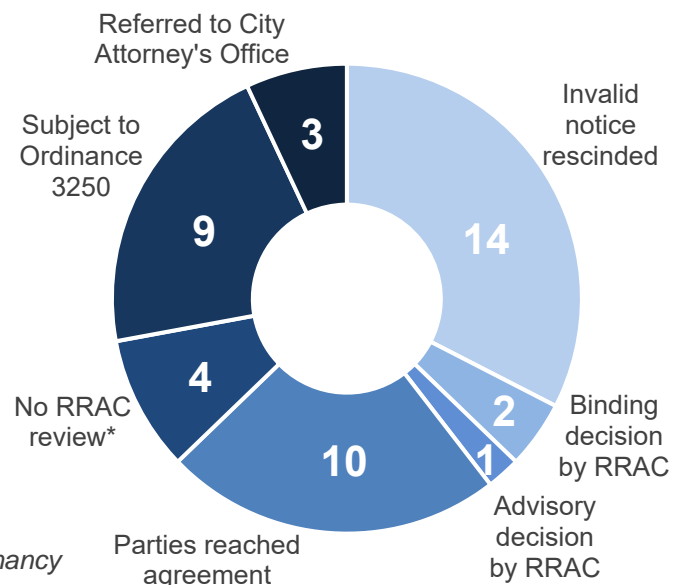 Referred to City
Attorney's Office
3
Invalid
notice
rescinded
14
Subject to
Ordinance
3250
9
No RRAC
review*
4
2
Binding
decision
by RRAC
1
Advisory
decision
by RRAC
10
Parties reached
agreement